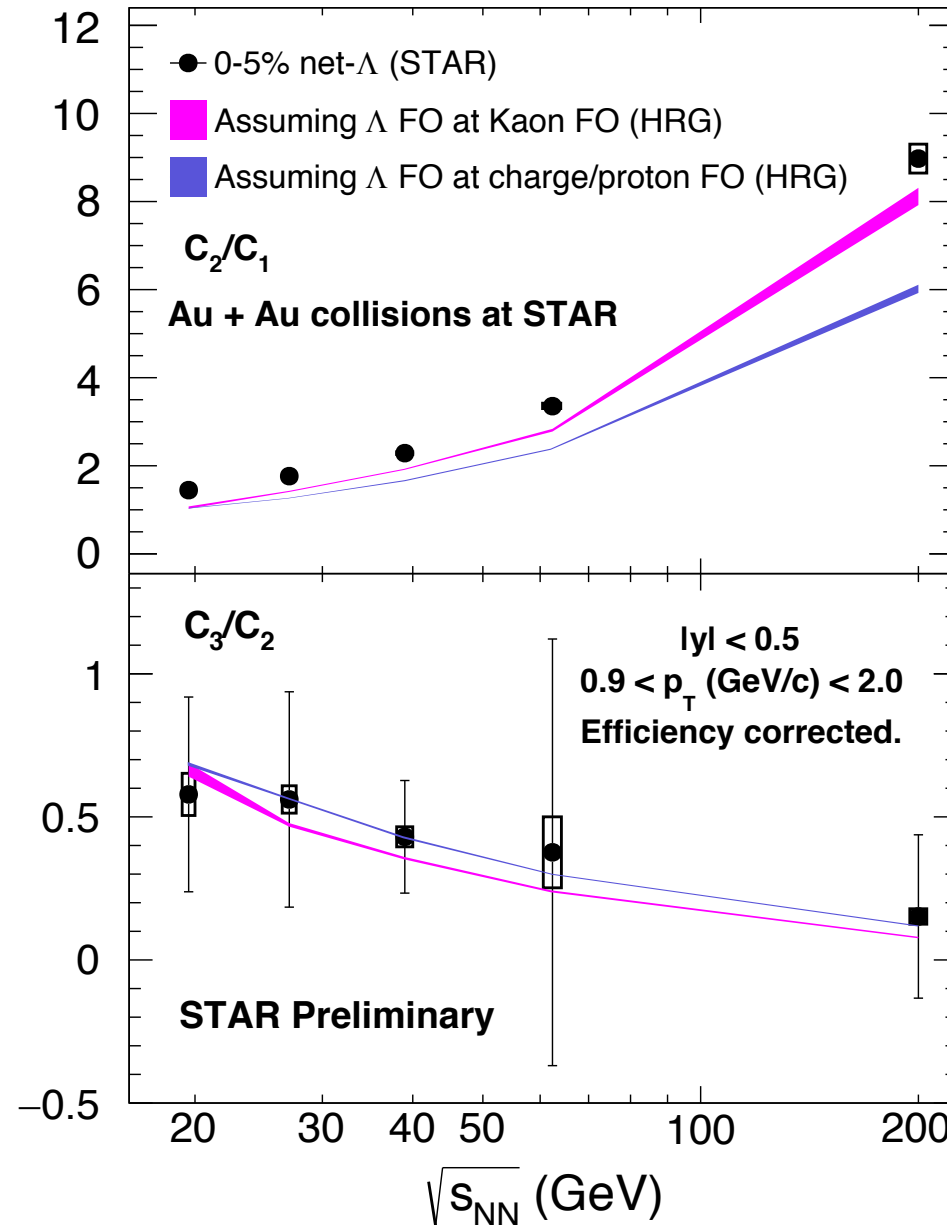 12
10
8
6
4
2
0
0-5% net-Λ (STAR)
Assuming Λ FO at Kaon FO (HRG)
Assuming Λ FO at charge/proton FO (HRG)
C₂/C₁
Au + Au collisions at STAR
1
0.5
0
−0.5
C₃/C₂
|y| < 0.5
0.9 < p_T (GeV/c) < 2.0
Efficiency corrected.
STAR Preliminary
20 30 40 50 100 200
√s_NN (GeV)